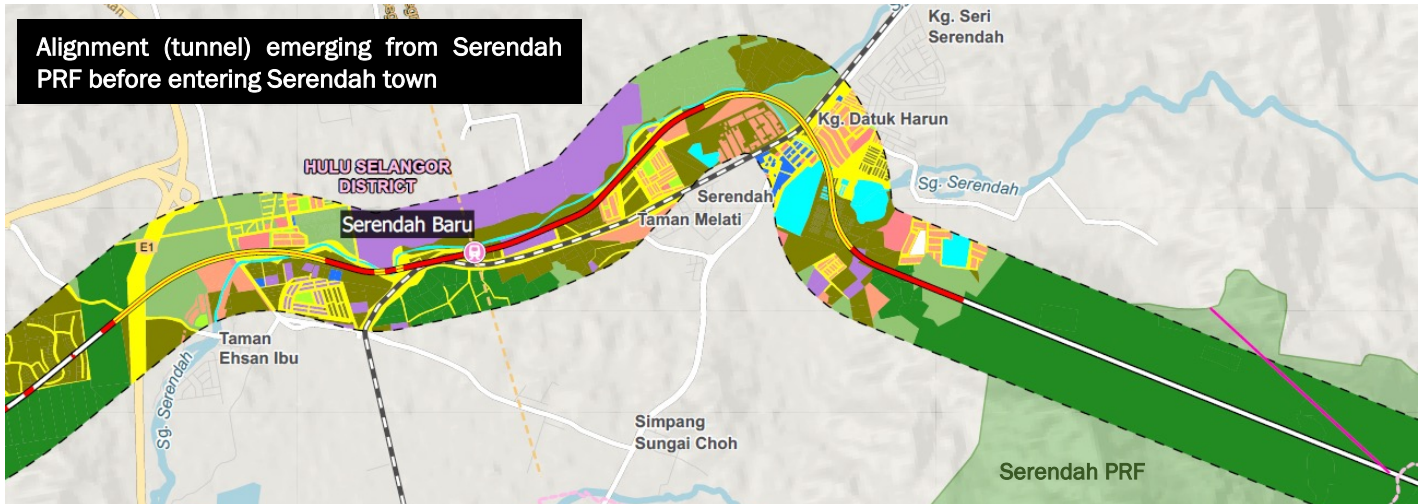 Alignment (tunnel) emerging from Serendah
PRF before entering Serendah town
Kg. Seri
Serendah
Kg. Datuk Harun
HULU SELANGOR
DISTRICT
Sg. Serendah
Serendah
Serendah Baru
Taman Melati
E1
Taman
Ehsan Ibu
Sg. Serendah
Simpang
Sungai Choh
Serendah PRF